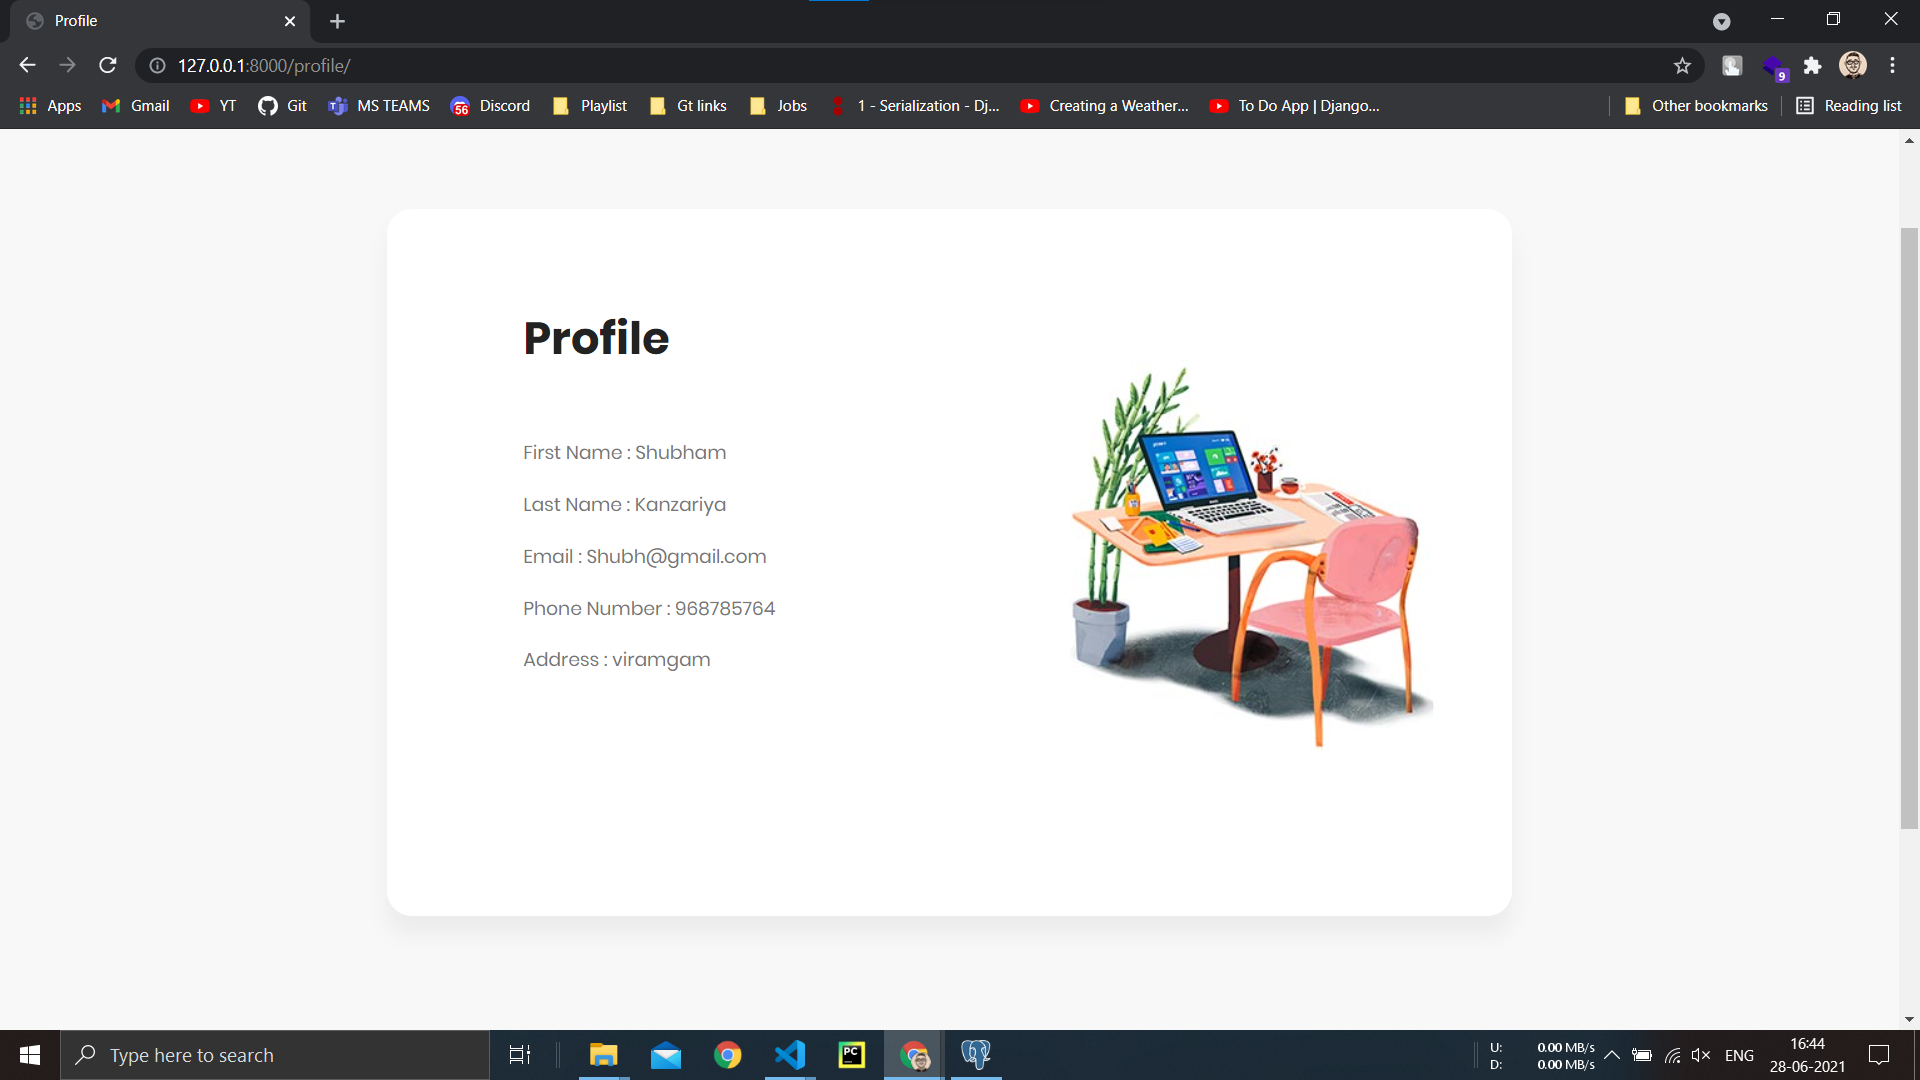 Profile
127.0.0.1:8000/profile/
9
Apps
Gmail
YT
Git
MS TEAMS
56
Discord
Playlist
Gt links
Jobs
1 - Serialization - Dj...
Creating a Weather...
To Do App | Django...
Other bookmarks
Reading list
Profile
First Name : Shubham
Last Name : Kanzariya
Email : Shubh@gmail.com
Phone Number : 968785764
Address : viramgam
Type here to search
PC
U: 0.00 MB/s
D: 0.00 MB/s
ENG
16:44
28-06-2021